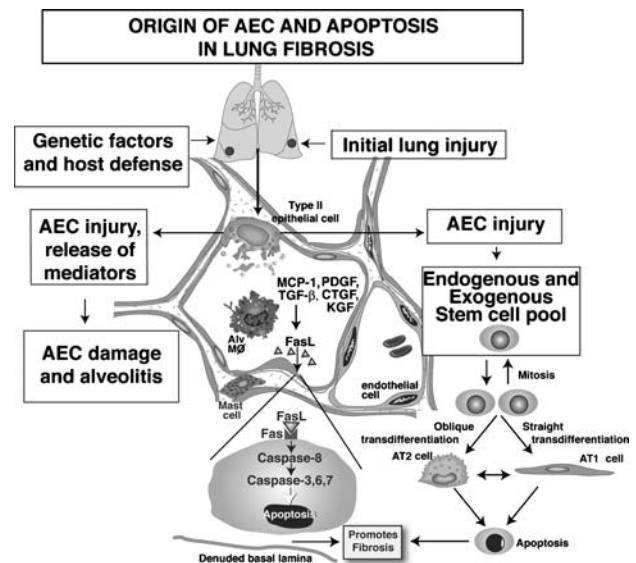 ORIGIN OF AEC AND APOPTOSIS
IN LUNG FIBROSIS
Genetic factors
and host defense
Initial lung injury
Type II
epithelial cell
AEC injury,
release of
mediators
AEC injury
MCP-1, PDGF,
TGF-β, CTGF,
KGF
Endogenous and
Exogenous
Stem cell pool
Alv
MØ
FasL
AEC damage
and alveolitis
Mast
cell
endothelial
cell
Mitosis
FasL
Fas
Oblique
transdifferentiation
Straight
transdifferentiation
Caspase-8
AT2 cell
AT1 cell
Caspase-3,6,7
Apoptosis
Promotes
Fibrosis
Apoptosis
Denuded basal lamina